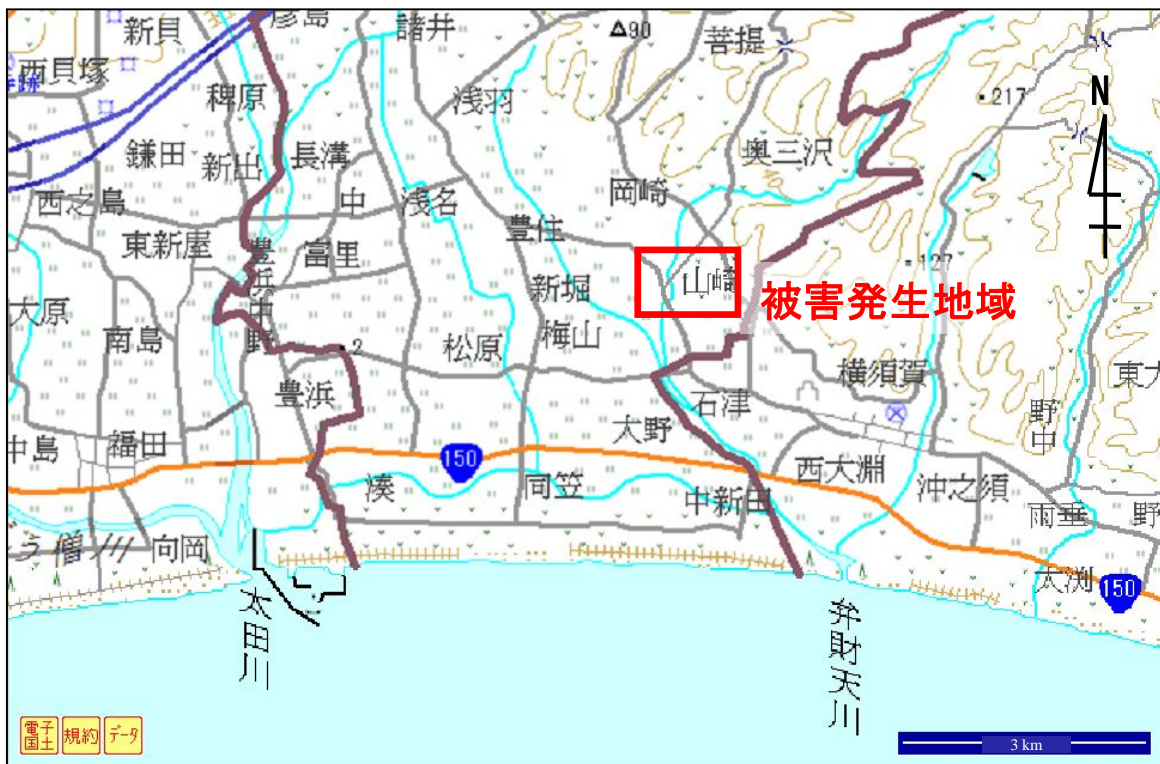 彦島
新貝
諸井
90
菩提
西貝塚
稗原
浅羽
217
N
鎌田
新出
長溝
奥三沢
岡崎
西之島
中
浅名
豊住
東新屋
豊浜中野
富里
127
山崎
新堀
被害発生地域
大原
南島
梅山
2
松原
横須賀
豊浜
石津
野中
中島
福田
大野
150
西大淵
湊
同笠
沖之須
中新田
雨垂
野
う僧川
向岡
大渕
150
太田川
弁財天川
電子国土
規約
データ
3 km